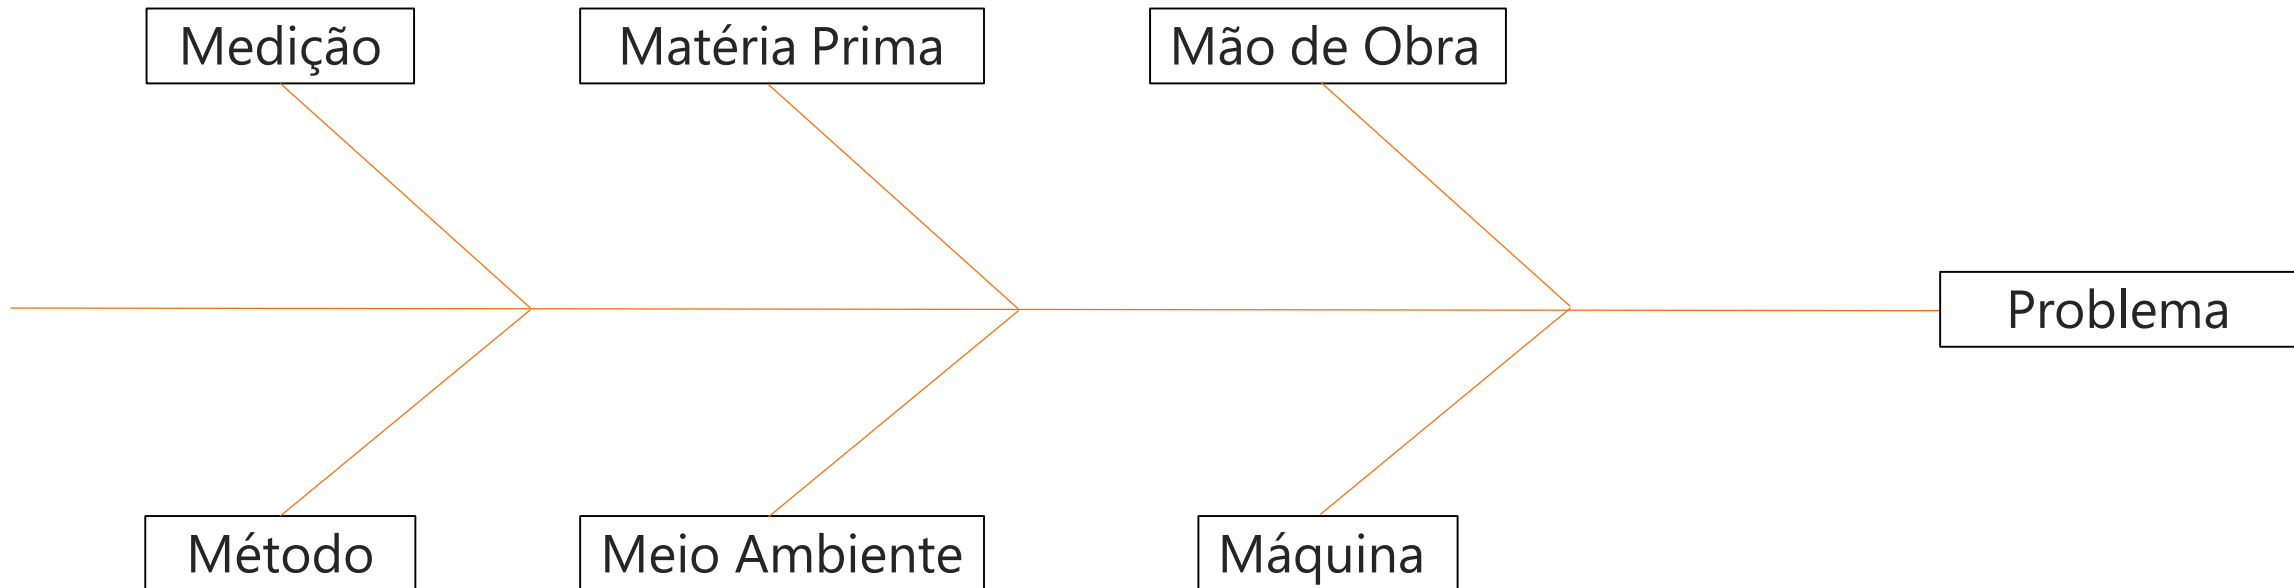 Medição
Matéria Prima
Mão de Obra
Problema
Método
Meio Ambiente
Máquina